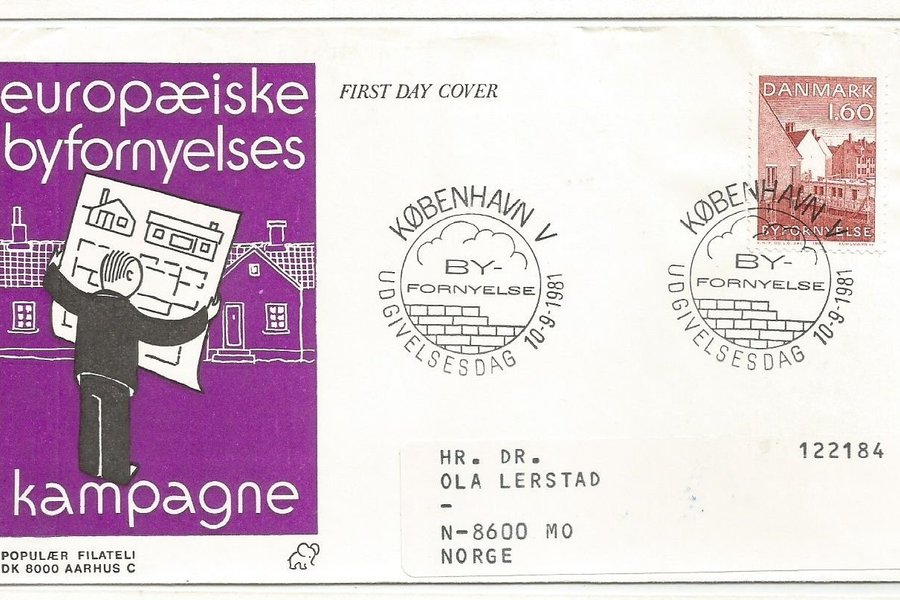 europæiske
byfornyelses
kampagne
POPULÆR FILATELI
DK 8000 AARHUS C
FIRST DAY COVER
KØBENHAVN V
BY-
FORNYELSE
UDGIVELSESDAG 10-9-1981
DANMARK
1.60
BYFORNYELSE
KØBENHAVN V
BY-
FORNYELSE
UDGIVELSESDAG 10-9-1981
122184
HR. DR.
OLA LERSTAD
-
N-8600 MO
NORGE